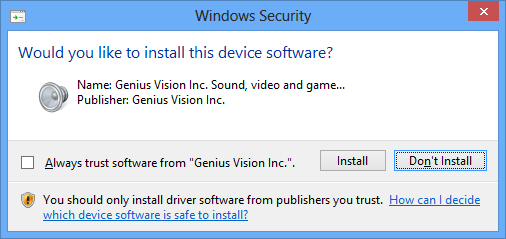 Windows Security
Would you like to install this device software?
Name: Genius Vision Inc. Sound, video and game...
Publisher: Genius Vision Inc.
Always trust software from "Genius Vision Inc.".
Install
Don't Install
You should only install driver software from publishers you trust. How can I decide
which device software is safe to install?